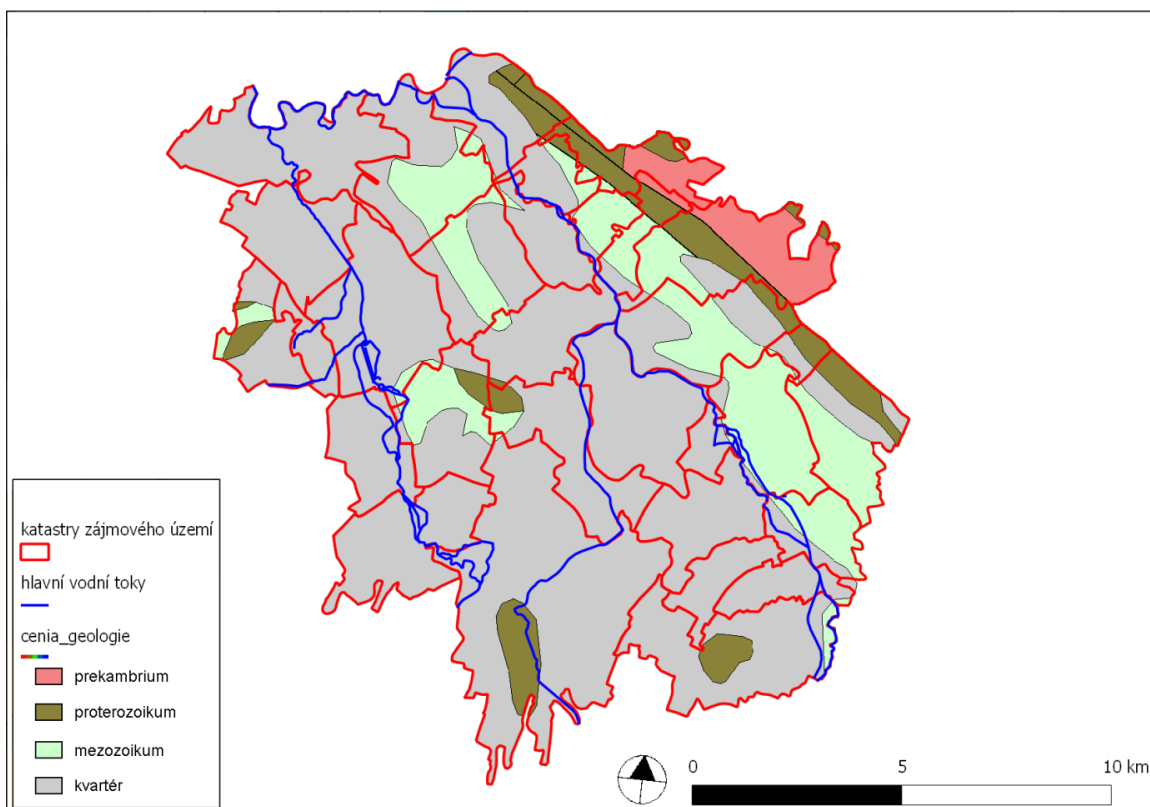 katastry zájmového území
hlavní vodní toky
cenia_geologie
prekambrium
proterozoikum
mezozoikum
kvartér
0 5 10 km